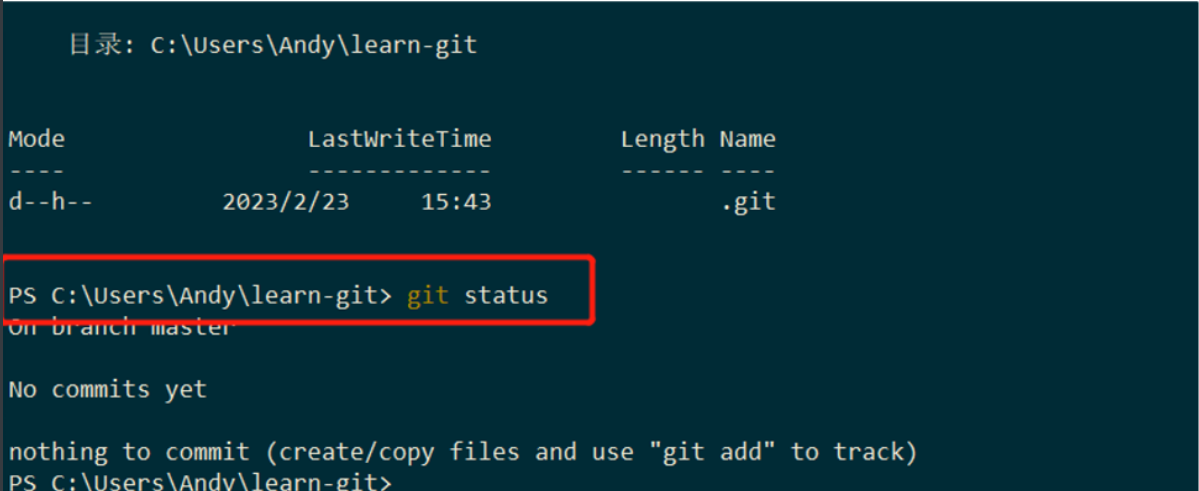 目录: C:\Users\Andy\learn-git
Mode LastWriteTime Length Name
---- ------------- ------ ----
d--h-- 2023/2/23 15:43 .git
PS C:\Users\Andy\learn-git> git status
On branch master
No commits yet
nothing to commit (create/copy files and use "git add" to track)
PS C:\Users\Andy\learn-git>